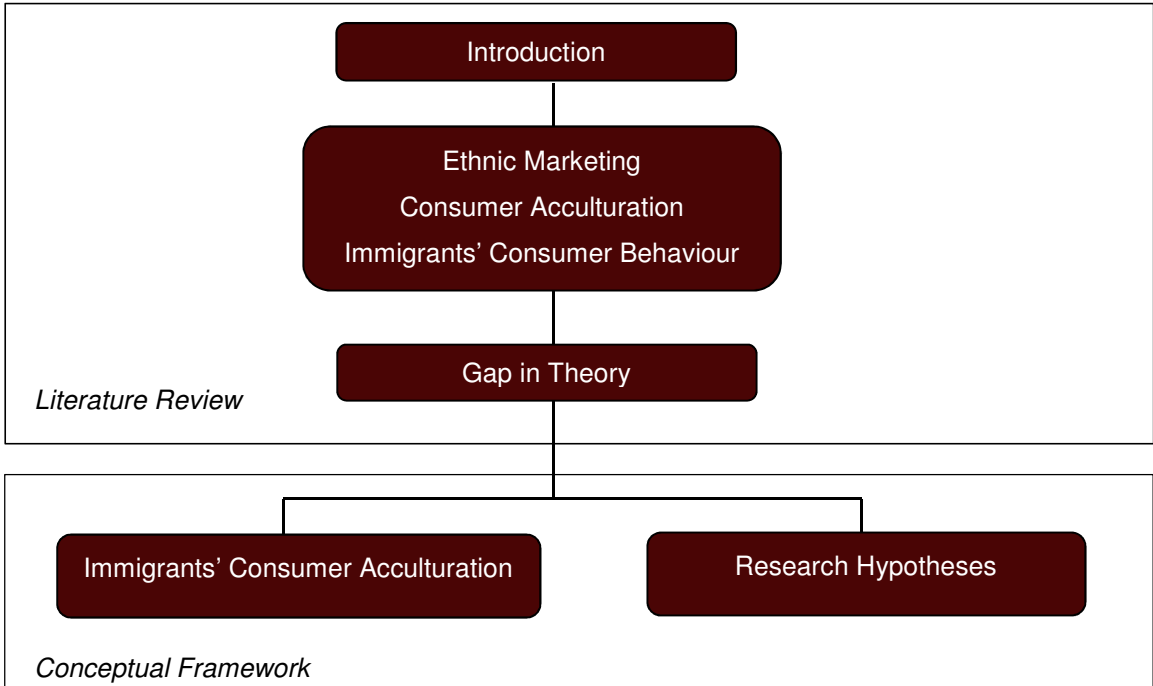 Introduction
Ethnic Marketing
Consumer Acculturation
Immigrants’ Consumer Behaviour
Gap in Theory
Literature Review
Immigrants’ Consumer Acculturation
Research Hypotheses
Conceptual Framework